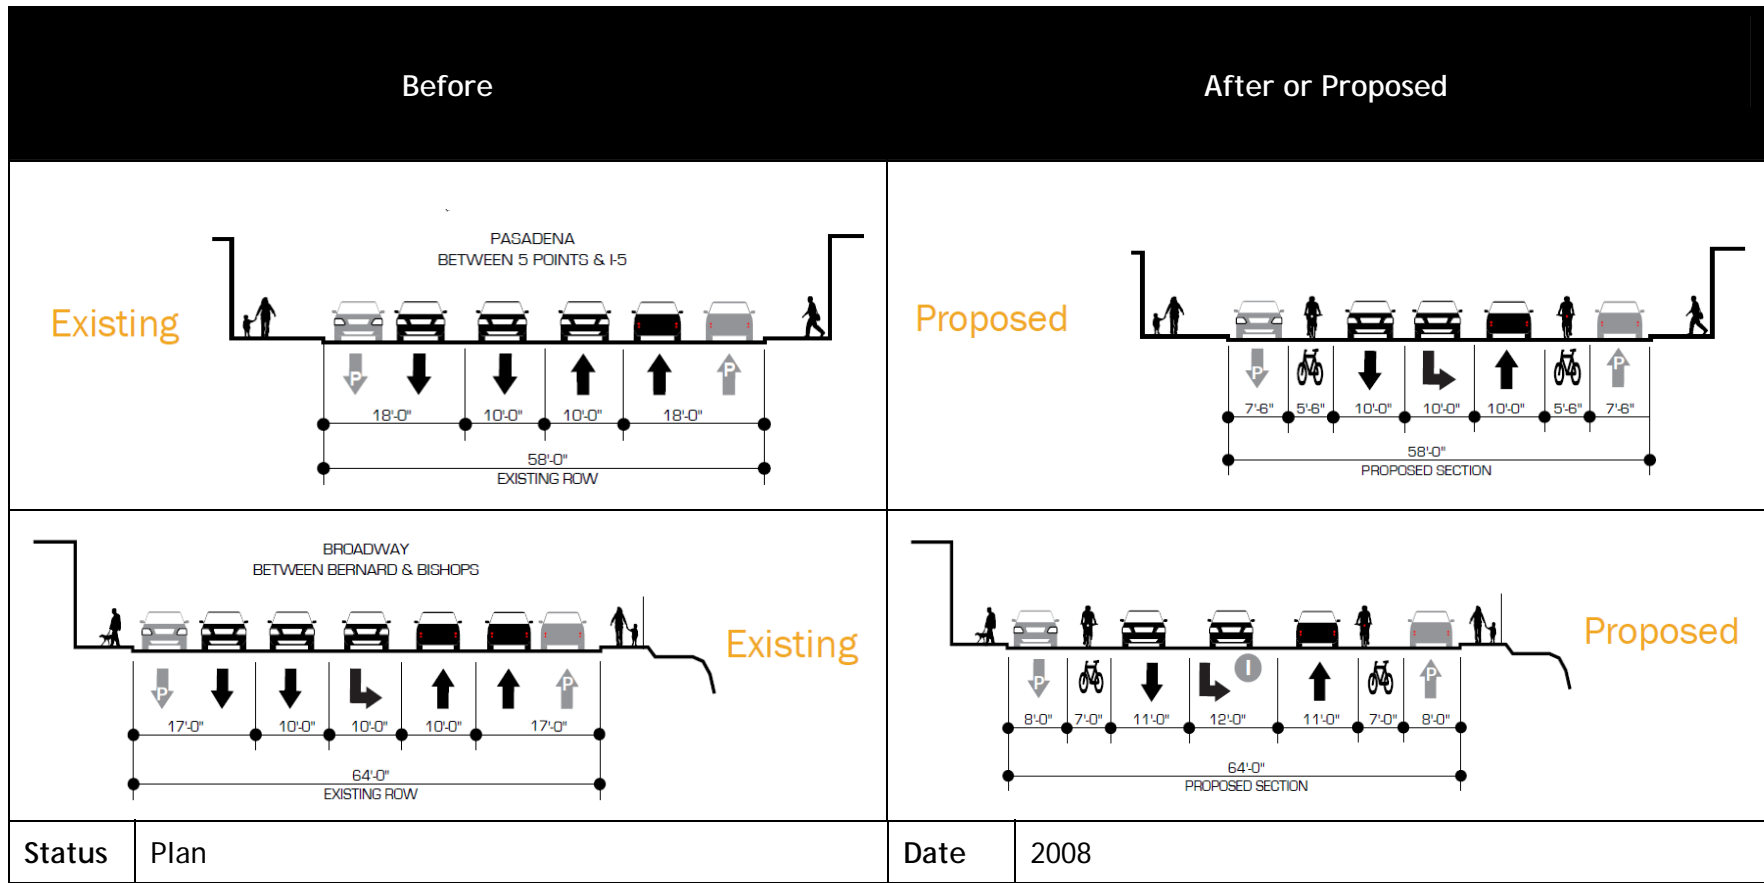 Before
After or Proposed
PASADENA
BETWEEN 5 POINTS & I-5
Existing
P
P
18'-0"
10'-0"
10'-0"
18'-0"
58'-0"
EXISTING ROW
Proposed
P
P
7'-6"
5'-6"
10'-0"
10'-0"
10'-0"
5'-6"
7'-6"
58'-0"
PROPOSED SECTION
BROADWAY
BETWEEN BERNARD & BISHOPS
Existing
P
P
17'-0"
10'-0"
10'-0"
10'-0"
17'-0"
64'-0"
EXISTING ROW
Proposed
P
I
P
8'-0"
7'-0"
11'-0"
12'-0"
11'-0"
7'-0"
8'-0"
64'-0"
PROPOSED SECTION
Status
Plan
Date
2008